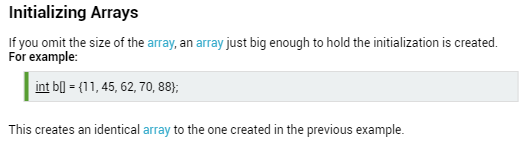 Initializing Arrays
If you omit the size of the array, an array just big enough to hold the initialization is created.
For example:
int b[] = {11, 45, 62, 70, 88};
This creates an identical array to the one created in the previous example.